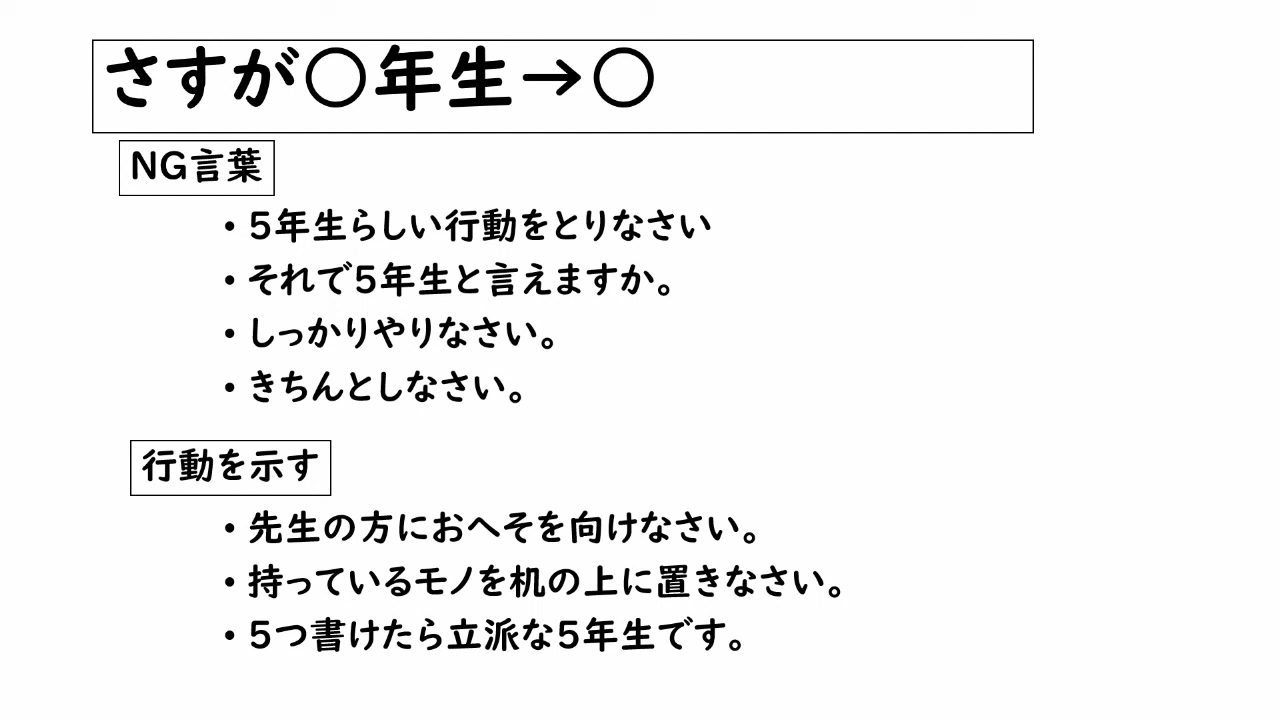 さすが〇年生→〇
NG言葉
・5年生らしい行動をとりなさい
・それで5年生と言えますか。
・しっかりやりなさい。
・きちんとしなさい。
行動を示す
・先生の方におへそを向けなさい。
・持っているモノを机の上に置きなさい。
・5つ書けたら立派な5年生です。